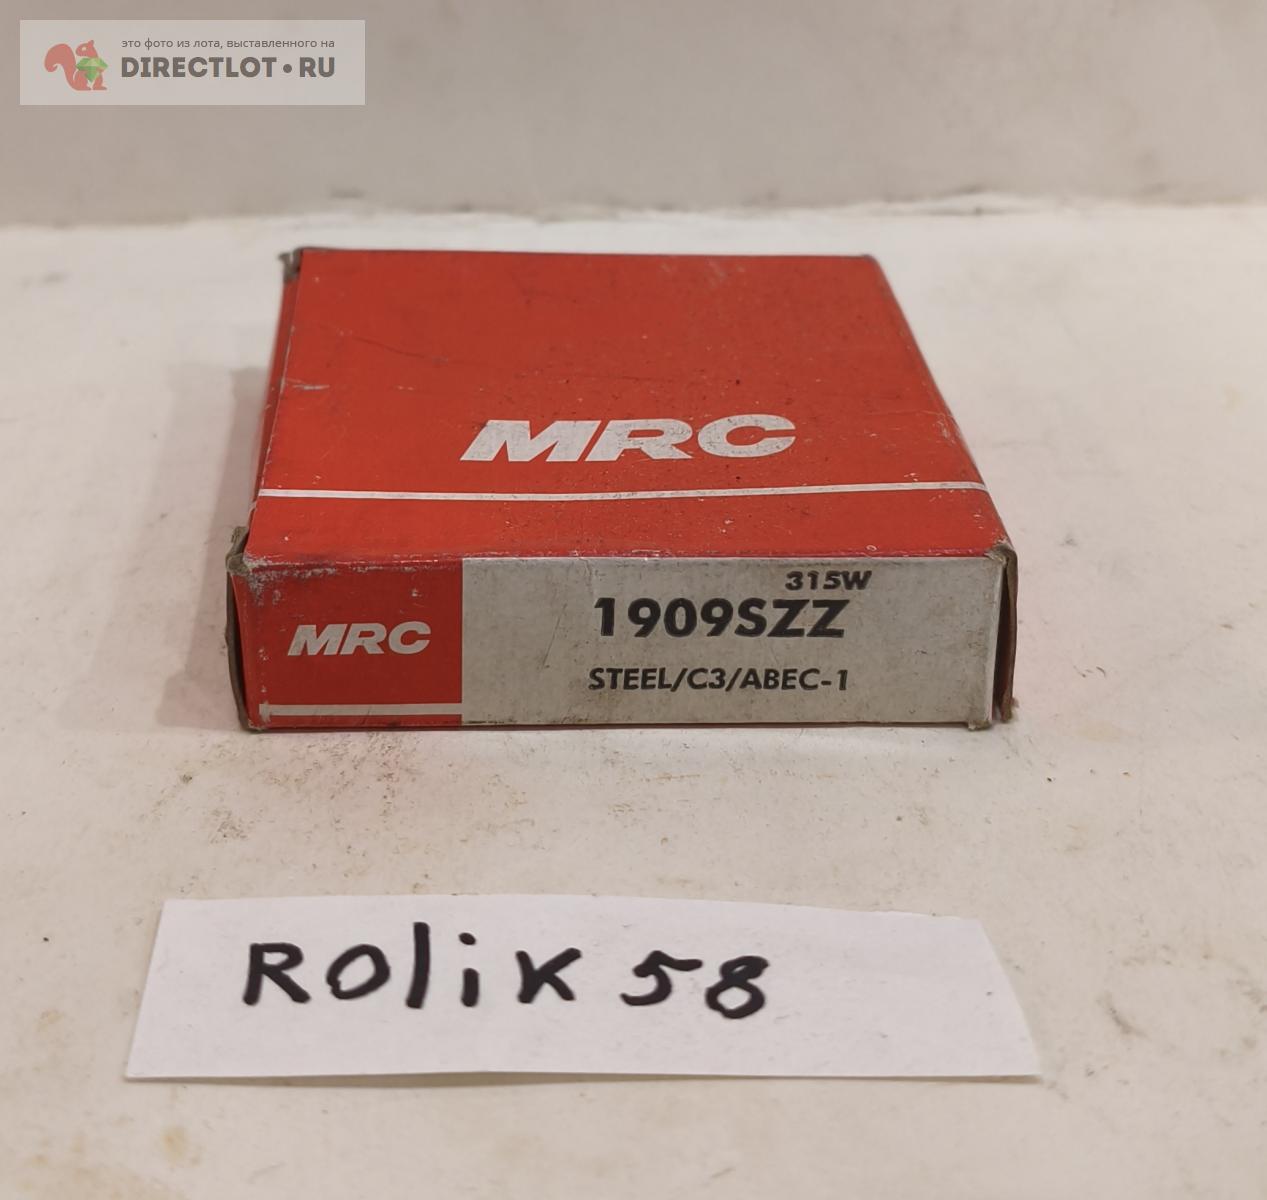 это фото из лота, выставленного на
DIRECTLOT•RU
MRC
MRC
315W
1909SZZ
STEEL/C3/ABEC-1
ROliK 58